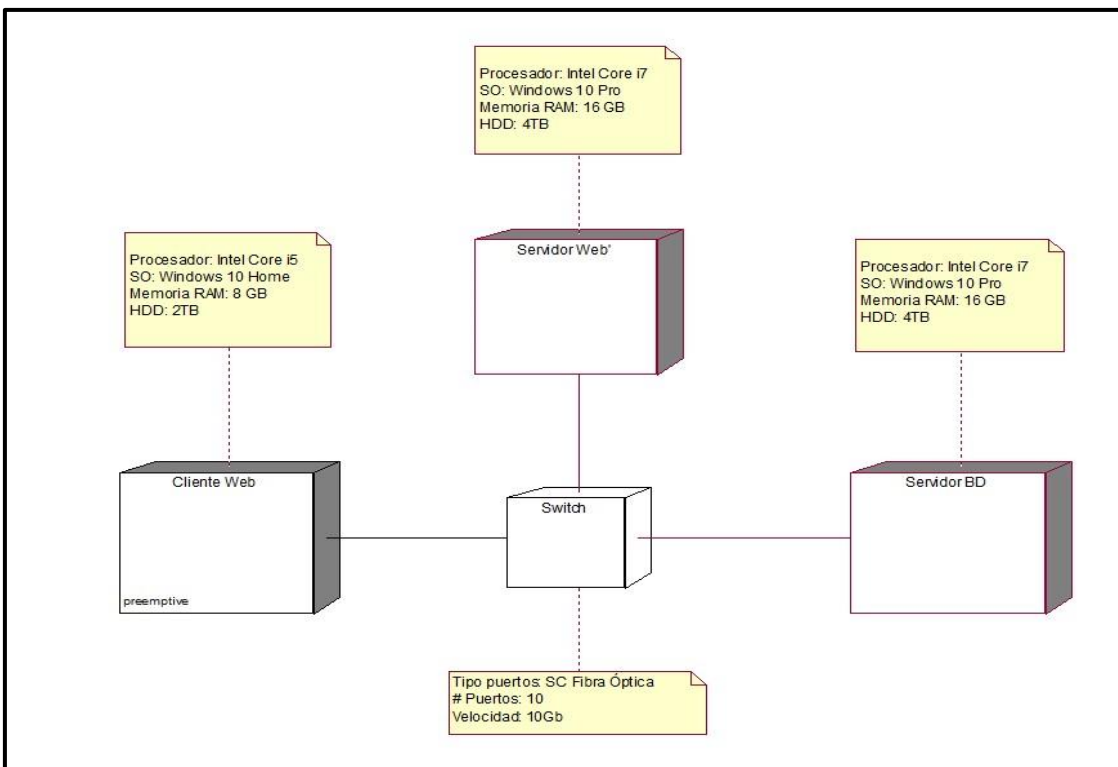 Procesador: Intel Core i7
SO: Windows 10 Pro
Memoria RAM: 16 GB
HDD: 4TB
Servidor Web'
Procesador: Intel Core i5
SO: Windows 10 Home
Memoria RAM: 8 GB
HDD: 2TB
Procesador: Intel Core i7
SO: Windows 10 Pro
Memoria RAM: 16 GB
HDD: 4TB
Cliente Web
preemptive
Switch
Servidor BD
Tipo puertos: SC Fibra Óptica
# Puertos: 10
Velocidad: 10Gb